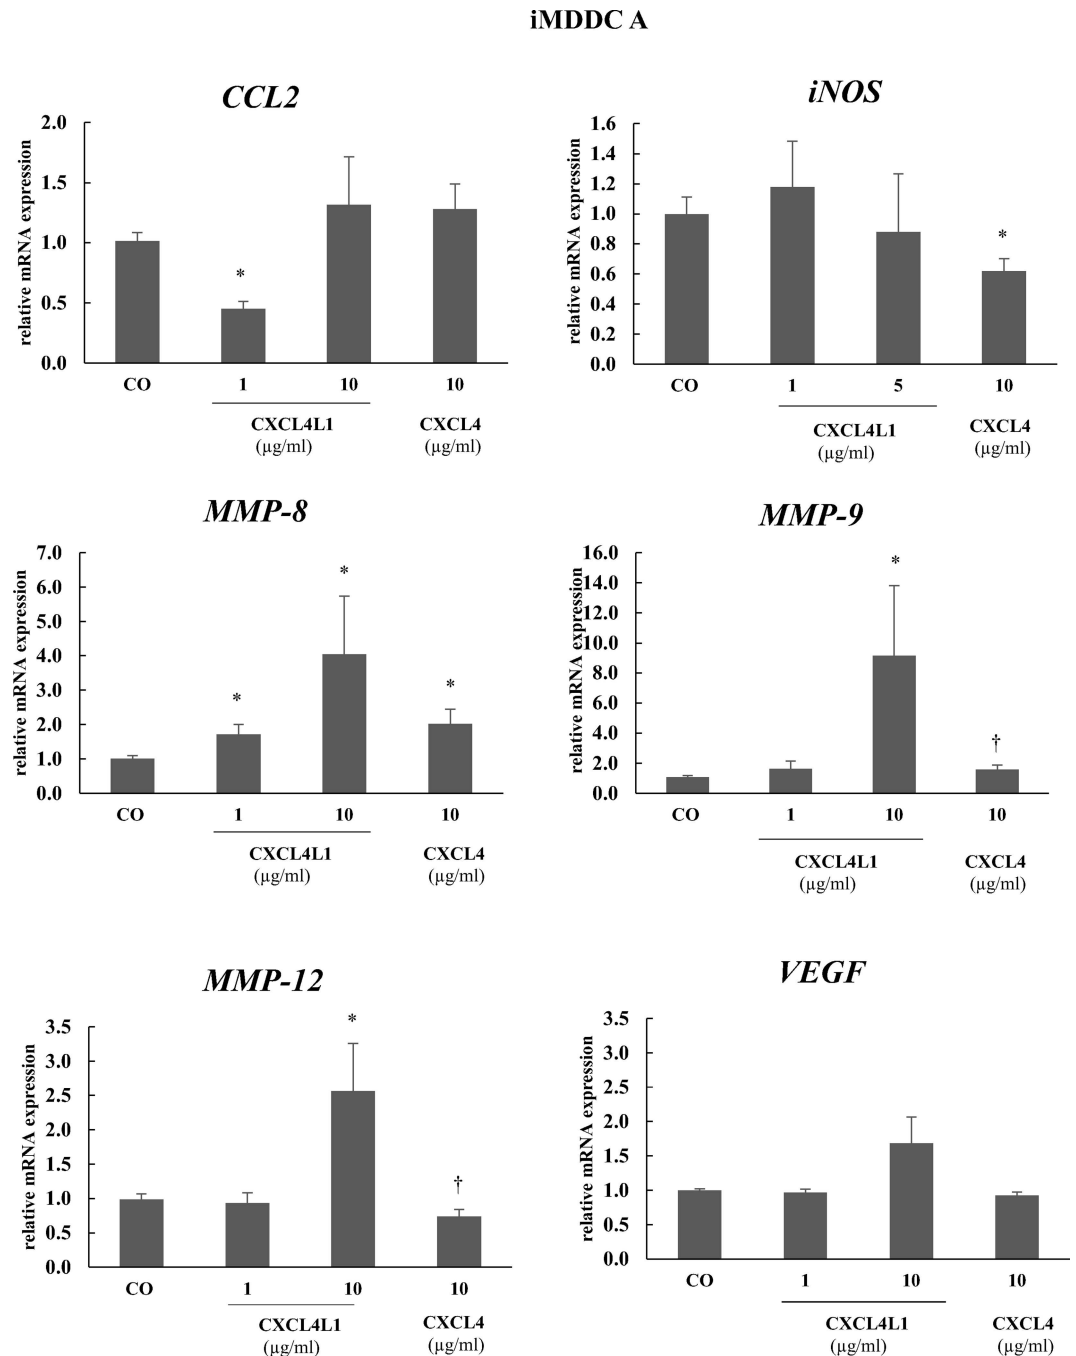 iMDDC A
CCL2
relative mRNA expression
2.0
1.5
1.0
0.5
0.0
*
CO 1 10 10
CXCL4L1 CXCL4
(µg/ml) (µg/ml)
iNOS
relative mRNA expression
1.6
1.4
1.2
1.0
0.8
0.6
0.4
0.2
0.0
*
CO 1 5 10
CXCL4L1 CXCL4
(µg/ml) (µg/ml)
MMP-8
relative mRNA expression
7.0
6.0
5.0
4.0
3.0
2.0
1.0
0.0
* * *
CO 1 10 10
CXCL4L1 CXCL4
(µg/ml) (µg/ml)
MMP-9
relative mRNA expression
16.0
14.0
12.0
10.0
8.0
6.0
4.0
2.0
0.0
* †
CO 1 10 10
CXCL4L1 CXCL4
(µg/ml) (µg/ml)
MMP-12
relative mRNA expression
3.5
3.0
2.5
2.0
1.5
1.0
0.5
0.0
* †
CO 1 10 10
CXCL4L1 CXCL4
(µg/ml) (µg/ml)
VEGF
relative mRNA expression
3.5
3.0
2.5
2.0
1.5
1.0
0.5
0.0
CO 1 10 10
CXCL4L1 CXCL4
(µg/ml) (µg/ml)